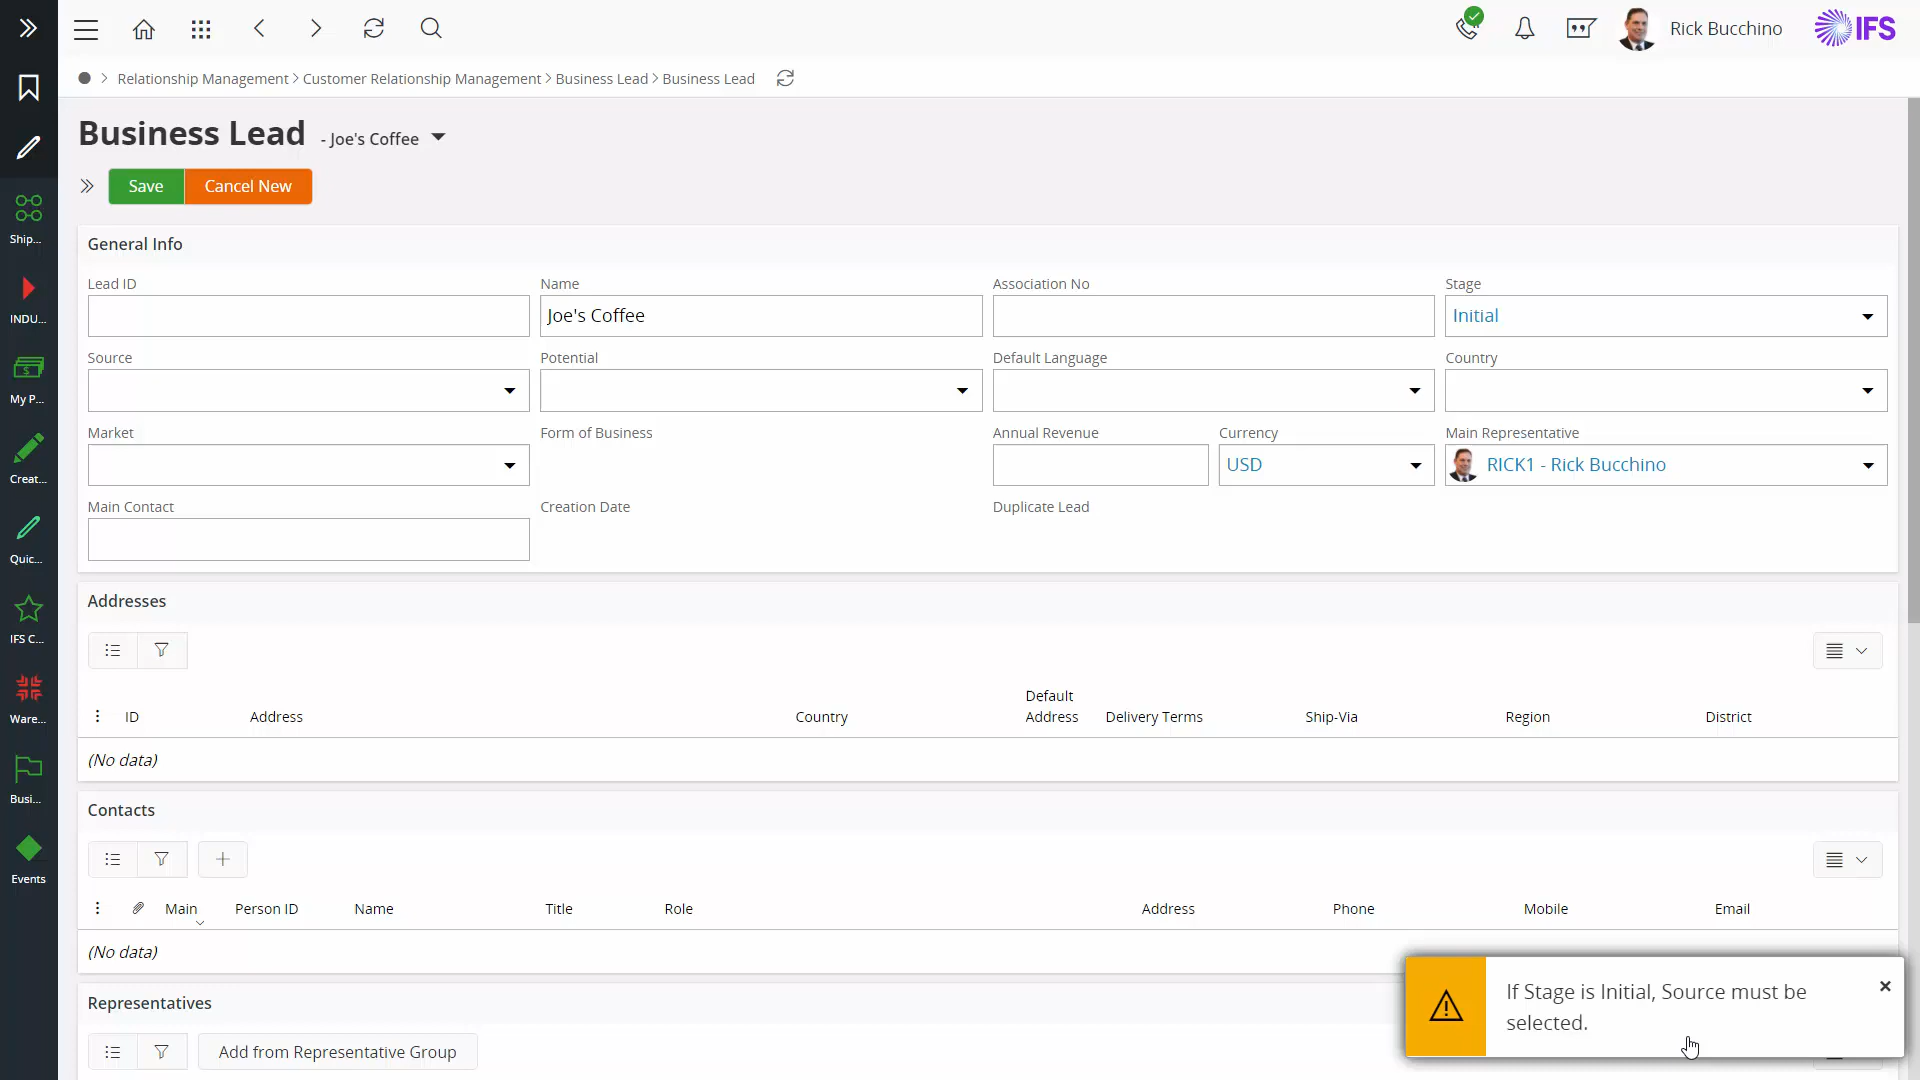 Rick Bucchino
IFS
Relationship Management > Customer Relationship Management > Business Lead > Business Lead
Business Lead - Joe's Coffee
Save Cancel New
General Info
Lead ID Name Association No Stage
Joe's Coffee Initial
Source Potential Default Language Country
Market Form of Business Annual Revenue Currency Main Representative
USD RICK1 - Rick Bucchino
Main Contact Creation Date Duplicate Lead
Addresses
ID Address Country Default Address Delivery Terms Ship-Via Region District
(No data)
Contacts
Main Person ID Name Title Role Address Phone Mobile Email
(No data)
Representatives
Add from Representative Group
If Stage is Initial, Source must be
selected.
Ship...
INDU...
My P...
Creat...
Quic...
IFS C...
Ware...
Busi...
Events